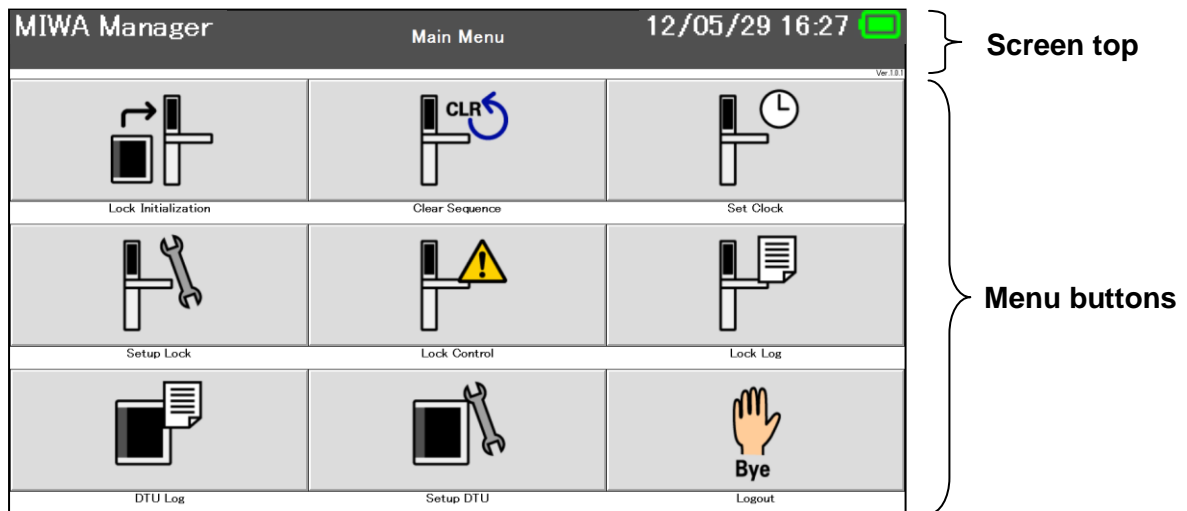 MIWA Manager
Main Menu
12/05/29 16:27
Screen top
Ver.1.0.1
CLR
Lock Initialization
Clear Sequence
Set Clock
Menu buttons
Setup Lock
Lock Control
Lock Log
Bye
DTU Log
Setup DTU
Logout